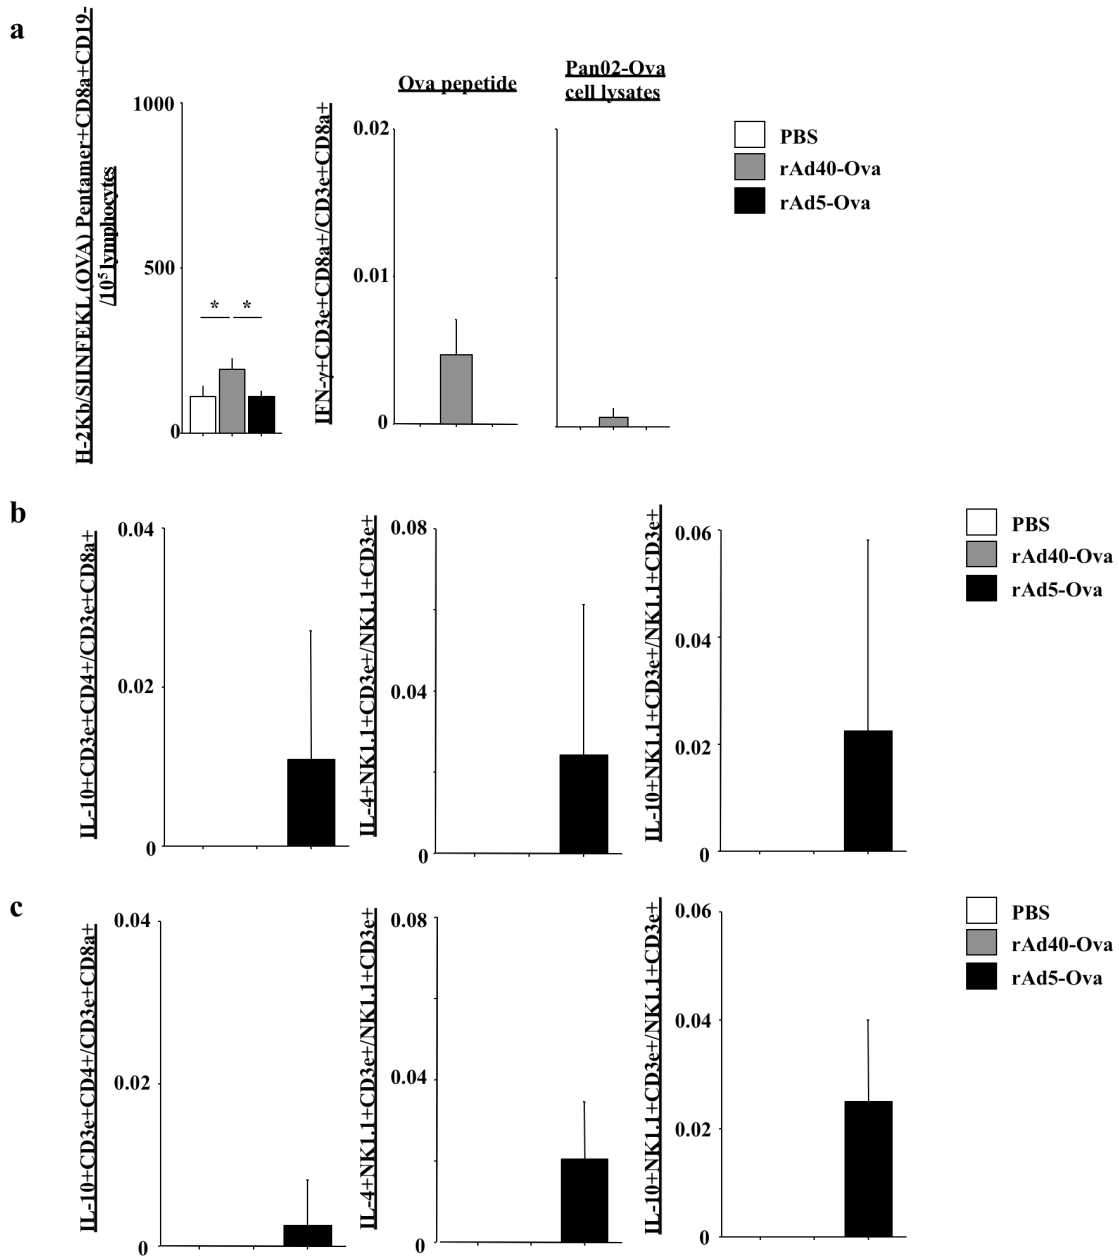 a
H-2Kb/SIINFEKL (OVA) Pentamer+CD8a+CD19-
/10⁵ lymphocytes
1000
500
0
*
*
IFN-γ+CD3e+CD8a+/CD3e+CD8a+
Ova pepetide
0.02
0.01
0
Pan02-Ova
cell lysates
PBS
rAd40-Ova
rAd5-Ova
b
IL-10+CD3e+CD4+/CD3e+CD8a+
0.04
0.02
0
IL-4+NK1.1+CD3e+/NK1.1+CD3e+
0.08
0.04
0
IL-10+NK1.1+CD3e+/NK1.1+CD3e+
0.06
0.04
0.02
0
PBS
rAd40-Ova
rAd5-Ova
c
IL-10+CD3e+CD4+/CD3e+CD8a+
0.04
0.02
0
IL-4+NK1.1+CD3e+/NK1.1+CD3e+
0.08
0.04
0
IL-10+NK1.1+CD3e+/NK1.1+CD3e+
0.06
0.04
0.02
0
PBS
rAd40-Ova
rAd5-Ova